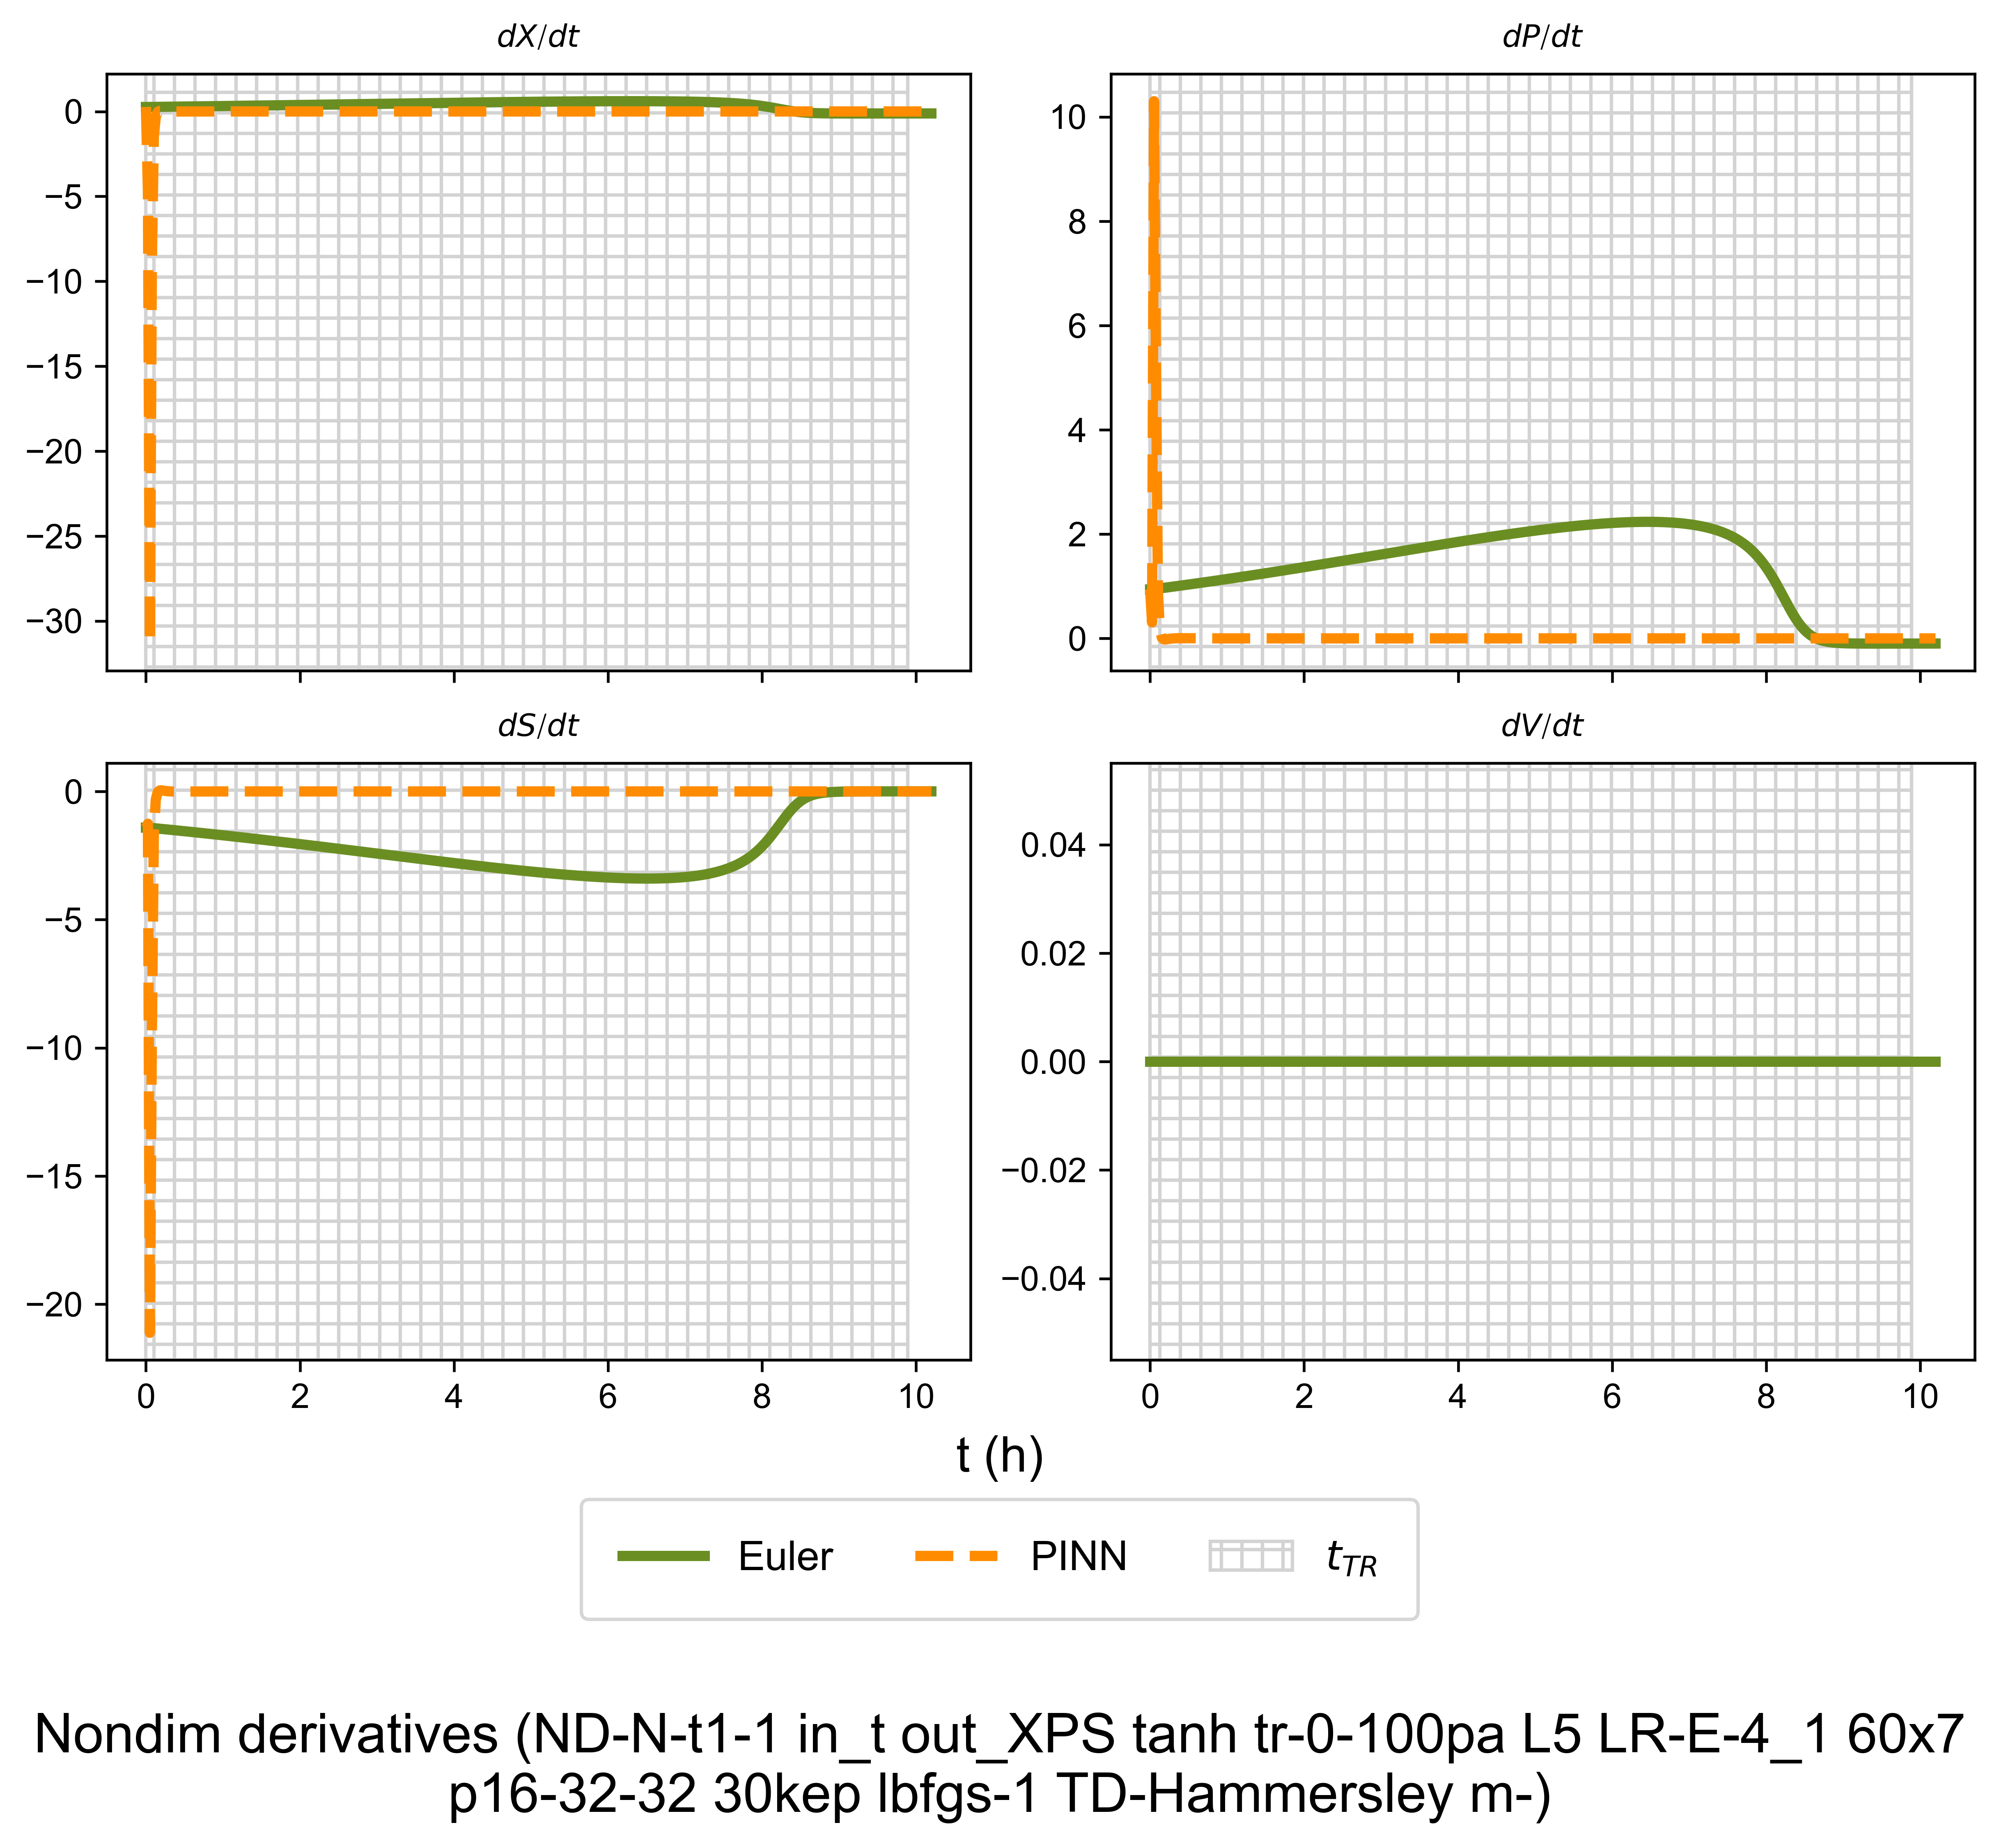 dX/dt
dP/dt
0
−5
−10
−15
−20
−25
−30
10
8
6
4
2
0
dS/dt
dV/dt
0
−5
−10
−15
−20
0.04
0.02
0.00
−0.02
−0.04
0 2 4 6 8 10
0 2 4 6 8 10
t (h)
Euler PINN t_TR
Nondim derivatives (ND-N-t1-1 in_t out_XPS tanh tr-0-100pa L5 LR-E-4_1 60x7
p16-32-32 30kep lbfgs-1 TD-Hammersley m-)